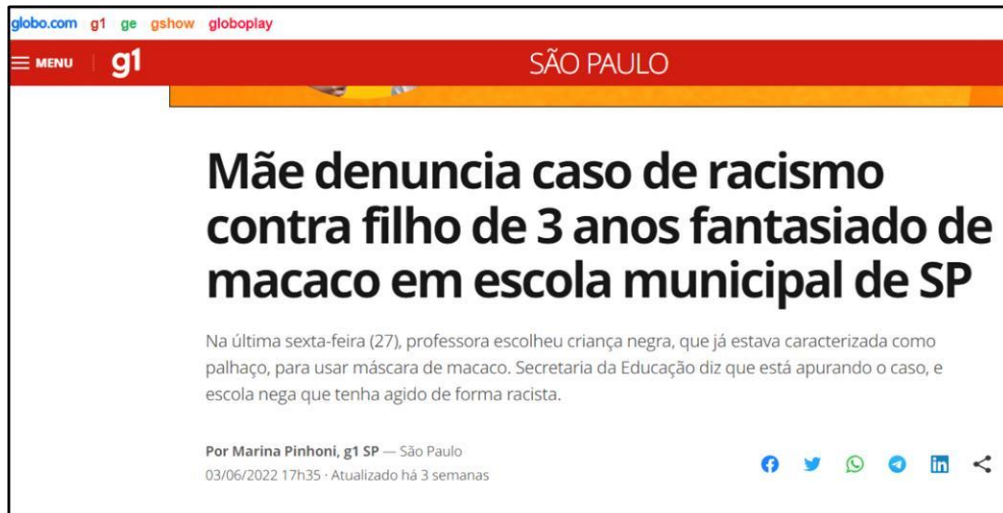 globo.com g1 ge gshow globoplay
MENU g1 SÃO PAULO
Mãe denuncia caso de racismo
contra filho de 3 anos fantasiado de
macaco em escola municipal de SP
Na última sexta-feira (27), professora escolheu criança negra, que já estava caracterizada como
palhaço, para usar máscara de macaco. Secretaria da Educação diz que está apurando o caso, e
escola nega que tenha agido de forma racista.
Por Marina Pinhoni, g1 SP — São Paulo
03/06/2022 17h35 · Atualizado há 3 semanas